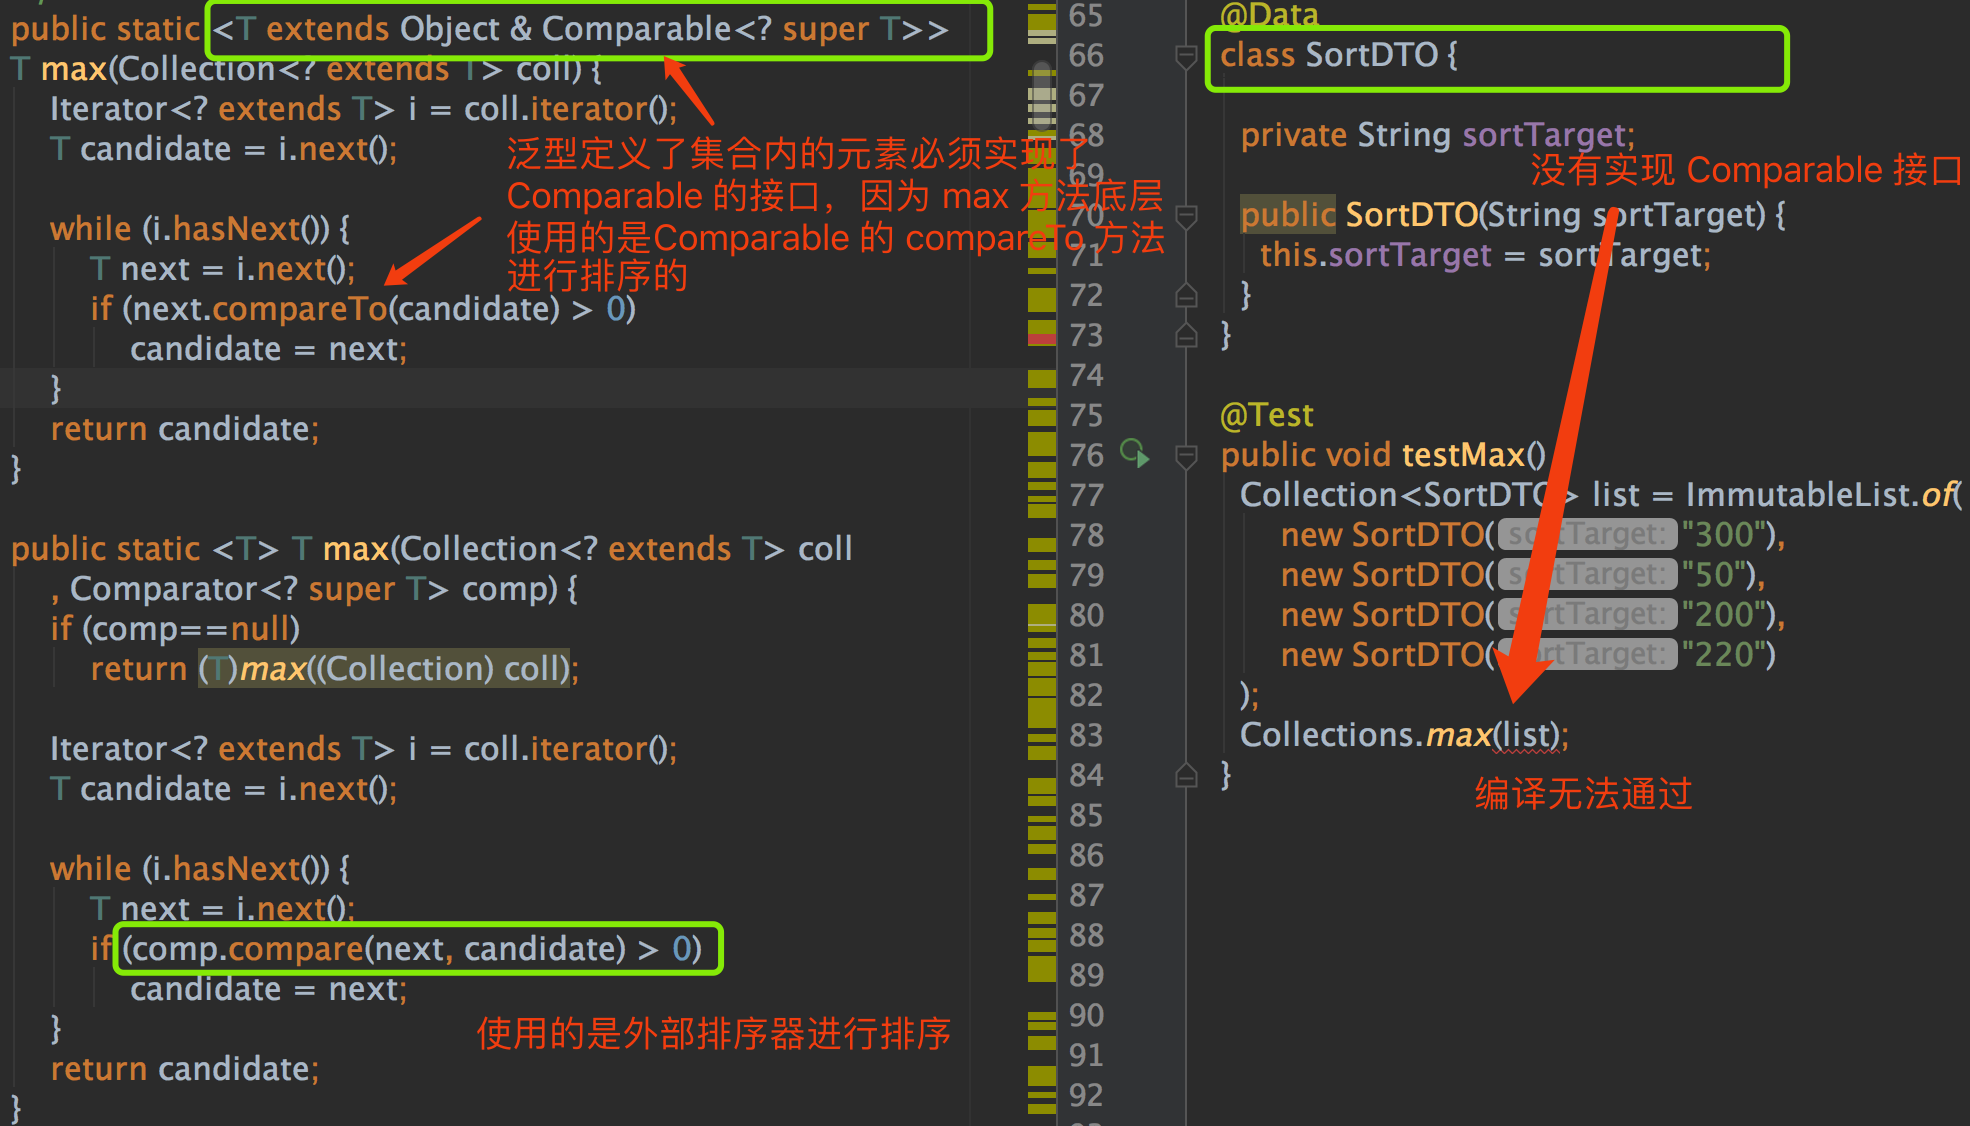 public static <T extends Object & Comparable<? super T>>
T max(Collection<? extends T> coll) {
Iterator<? extends T> i = coll.iterator();
T candidate = i.next();
泛型定义了集合内的元素必须实现了
Comparable 的接口，因为 max 方法底层
使用的是Comparable 的 compareTo 方法
进行排序的
while (i.hasNext()) {
T next = i.next();
if (next.compareTo(candidate) > 0)
candidate = next;
}
return candidate;
}
public static <T> T max(Collection<? extends T> coll
, Comparator<? super T> comp) {
if (comp==null)
return (T)max((Collection) coll);
Iterator<? extends T> i = coll.iterator();
T candidate = i.next();
while (i.hasNext()) {
T next = i.next();
if (comp.compare(next, candidate) > 0)
candidate = next;
}
使用的是外部排序器进行排序
return candidate;
}
65 @Data
66 class SortDTO {
67
68 private String sortTarget;
69
没有实现 Comparable 接口
70 public SortDTO(String sortTarget) {
71 this.sortTarget = sortTarget;
72 }
73 }
74
75 @Test
76 public void testMax()
77 Collection<SortDTO> list = ImmutableList.of(
78 new SortDTO( sortTarget: "300"),
79 new SortDTO( sortTarget: "50"),
80 new SortDTO( sortTarget: "200"),
81 new SortDTO( sortTarget: "220")
82 );
83 Collections.max(list);
84 }
编译无法通过
85
86
87
88
89
90
91
92